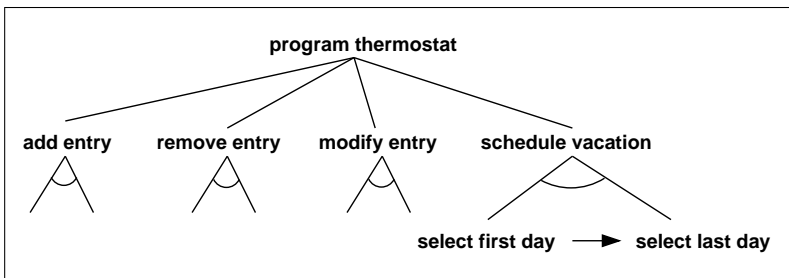 program thermostat
add entry remove entry modify entry schedule vacation
select first day select last day